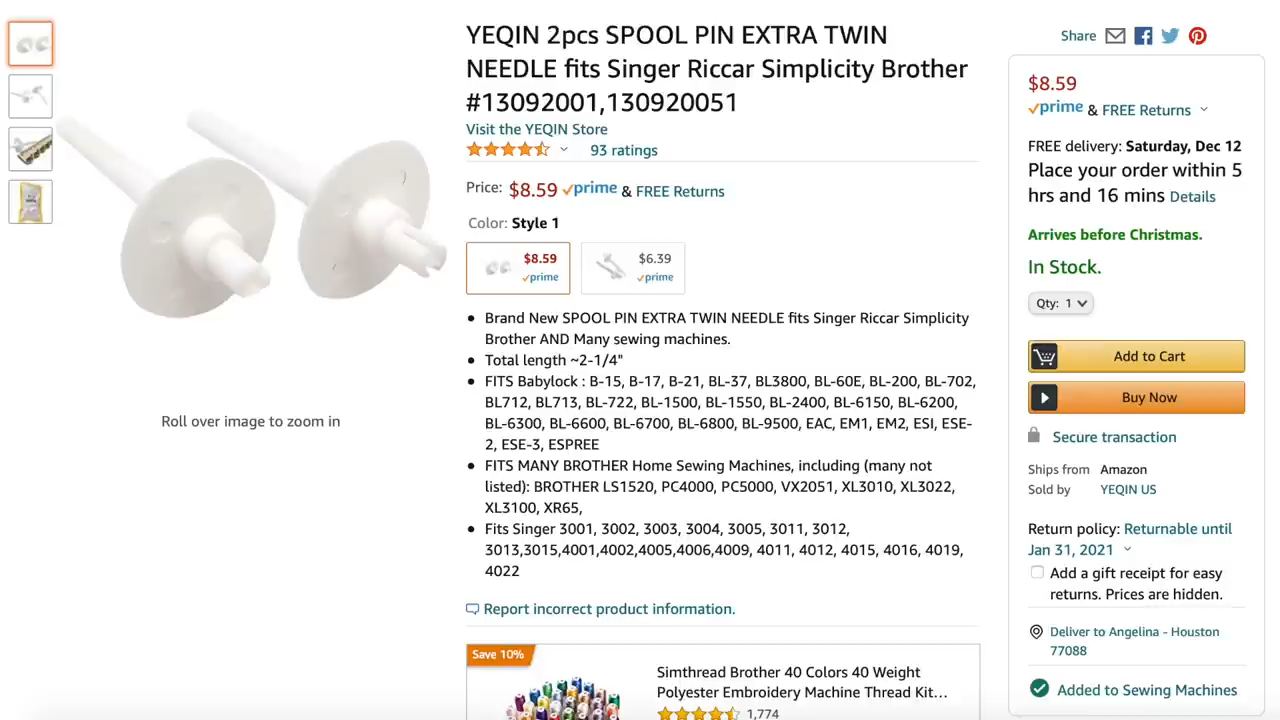 YEQIN 2pcs SPOOL PIN EXTRA TWIN
NEEDLE fits Singer Riccar Simplicity Brother
#13092001,130920051
Visit the YEQIN Store
93 ratings
Price: $8.59 prime & FREE Returns
Color: Style 1
$8.59
prime
$6.39
prime
Brand New SPOOL PIN EXTRA TWIN NEEDLE fits Singer Riccar Simplicity
Brother AND Many sewing machines.
Total length ~2-1/4"
FITS Babylock : B-15, B-17, B-21, BL-37, BL3800, BL-60E, BL-200, BL-702,
BL712, BL713, BL-722, BL-1500, BL-1550, BL-2400, BL-6150, BL-6200,
BL-6300, BL-6600, BL-6700, BL-6800, BL-9500, EAC, EM1, EM2, ESI, ESE-
2, ESE-3, ESPREE
FITS MANY BROTHER Home Sewing Machines, including (many not
listed): BROTHER LS1520, PC4000, PC5000, VX2051, XL3010, XL3022,
XL3100, XR65,
Fits Singer 3001, 3002, 3003, 3004, 3005, 3011, 3012,
3013,3015,4001,4002,4005,4006,4009, 4011, 4012, 4015, 4016, 4019,
4022
Report incorrect product information.
Save 10%
Simthread Brother 40 Colors 40 Weight
Polyester Embroidery Machine Thread Kit...
1,774
Roll over image to zoom in
Share
$8.59
prime & FREE Returns
FREE delivery: Saturday, Dec 12
Place your order within 5
hrs and 16 mins Details
Arrives before Christmas.
In Stock.
Qty: 1
Add to Cart
Buy Now
Secure transaction
Ships from Amazon
Sold by YEQIN US
Return policy: Returnable until
Jan 31, 2021
Add a gift receipt for easy
returns. Prices are hidden.
Deliver to Angelina - Houston
77088
Added to Sewing Machines